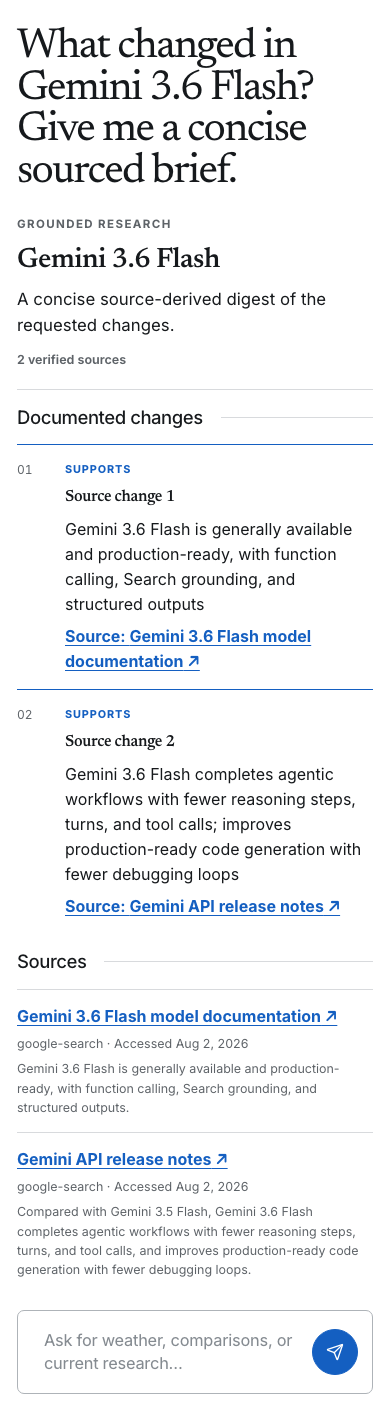 What changed in
Gemini 3.6 Flash?
Give me a concise
sourced brief.
GROUNDED RESEARCH
Gemini 3.6 Flash
A concise source-derived digest of the
requested changes.
2 verified sources
Documented changes
01
SUPPORTS
Source change 1
Gemini 3.6 Flash is generally available
and production-ready, with function
calling, Search grounding, and
structured outputs
Source: Gemini 3.6 Flash model
documentation ↗
02
SUPPORTS
Source change 2
Gemini 3.6 Flash completes agentic
workflows with fewer reasoning steps,
turns, and tool calls; improves
production-ready code generation with
fewer debugging loops
Source: Gemini API release notes ↗
Sources
Gemini 3.6 Flash model documentation ↗
google-search · Accessed Aug 2, 2026
Gemini 3.6 Flash is generally available and production-
ready, with function calling, Search grounding, and
structured outputs.
Gemini API release notes ↗
google-search · Accessed Aug 2, 2026
Compared with Gemini 3.5 Flash, Gemini 3.6 Flash
completes agentic workflows with fewer reasoning steps,
turns, and tool calls, and improves production-ready code
generation with fewer debugging loops.
Ask for weather, comparisons, or
current research...